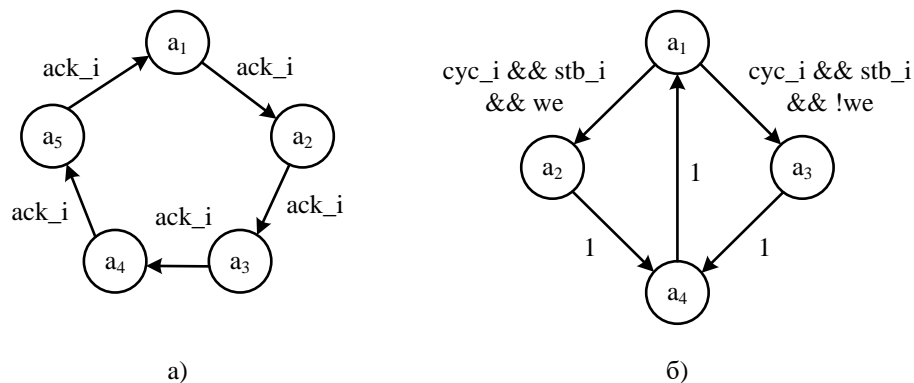 a1
ack_i
ack_i
a5
a2
ack_i
ack_i
ack_i
a4
a3
а)
a1
cyc_i && stb_i
&& we
cyc_i && stb_i
&& !we
a2
a3
1
1
1
a4
б)